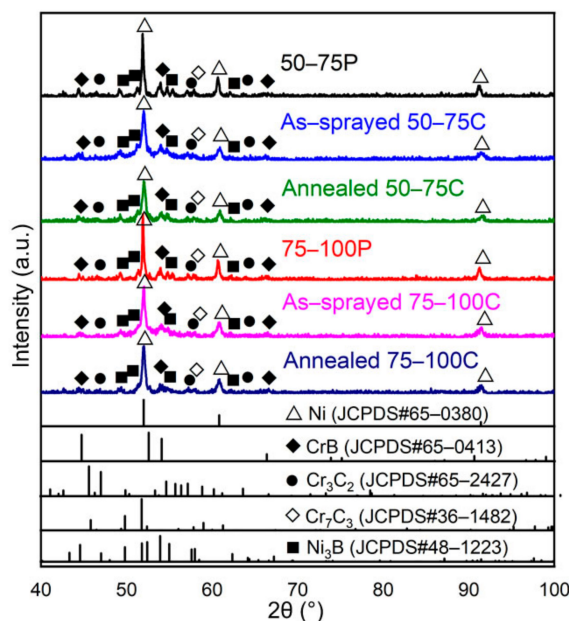 50–75P
As–sprayed 50–75C
Annealed 50–75C
75–100P
As–sprayed 75–100C
Annealed 75–100C
Ni (JCPDS#65–0380)
CrB (JCPDS#65–0413)
Cr₃C₂ (JCPDS#65–2427)
Cr₇C₃ (JCPDS#36–1482)
Ni₃B (JCPDS#48–1223)
Intensity (a.u.)
40 50 60 70 80 90 100
2θ (°)